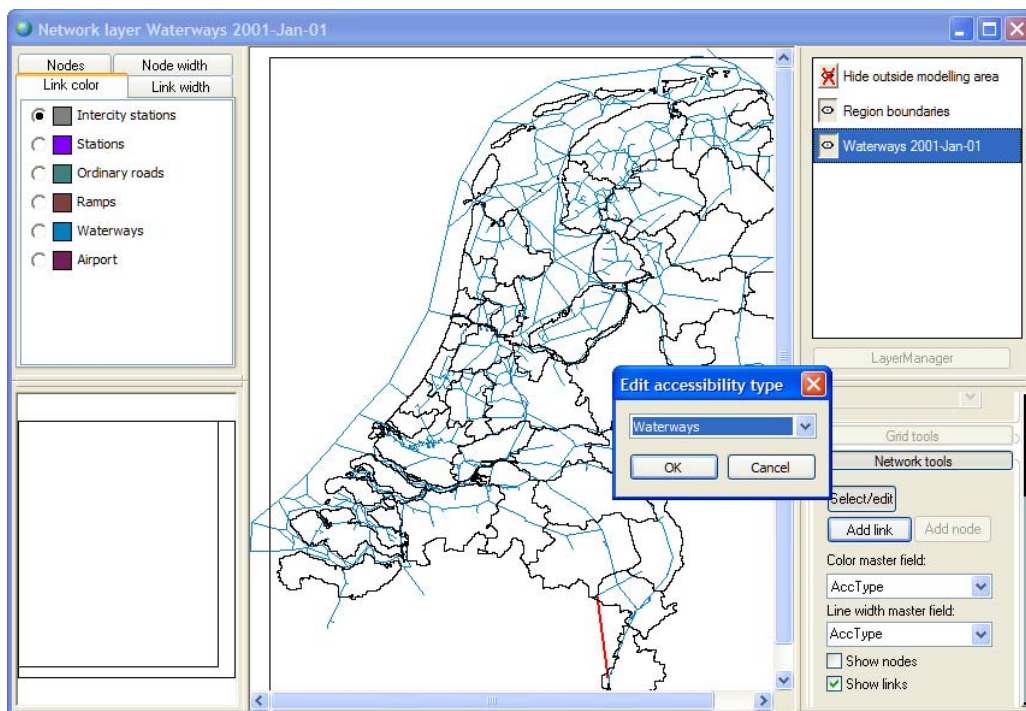 Network layer Waterways 2001-Jan-01
Nodes
Node width
Link color
Link width
Intercity stations
Stations
Ordinary roads
Ramps
Waterways
Airport
Hide outside modelling area
Region boundaries
Waterways 2001-Jan-01
LayerManager
Edit accessibility type
Waterways
OK
Cancel
Grid tools
Network tools
Select/edit
Add link
Add node
Color master field:
AccType
Line width master field:
AccType
Show nodes
Show links